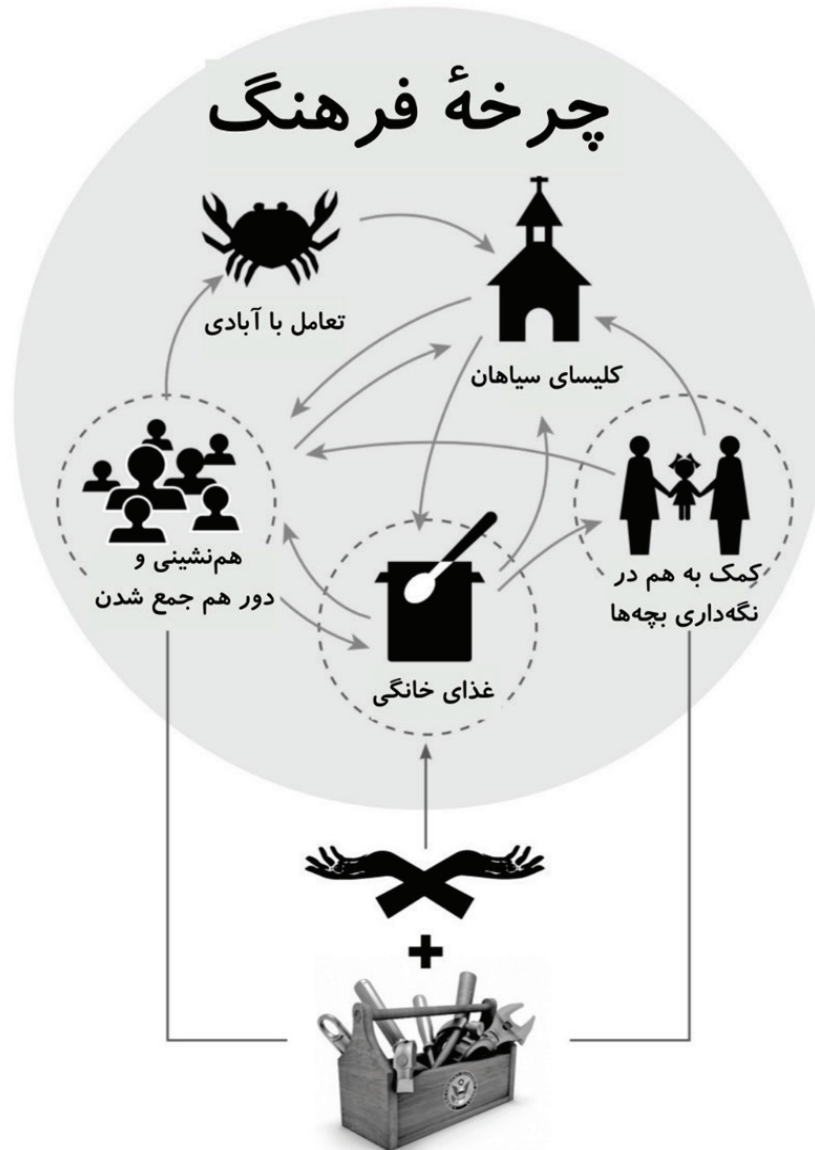 چرخهٔ فرهنگ
تعامل با آبادی
کلیسای سیاهان
هم‌نشینی و
دور هم جمع شدن
کمک به هم در
نگه‌داری بچه‌ها
غذای خانگی
+